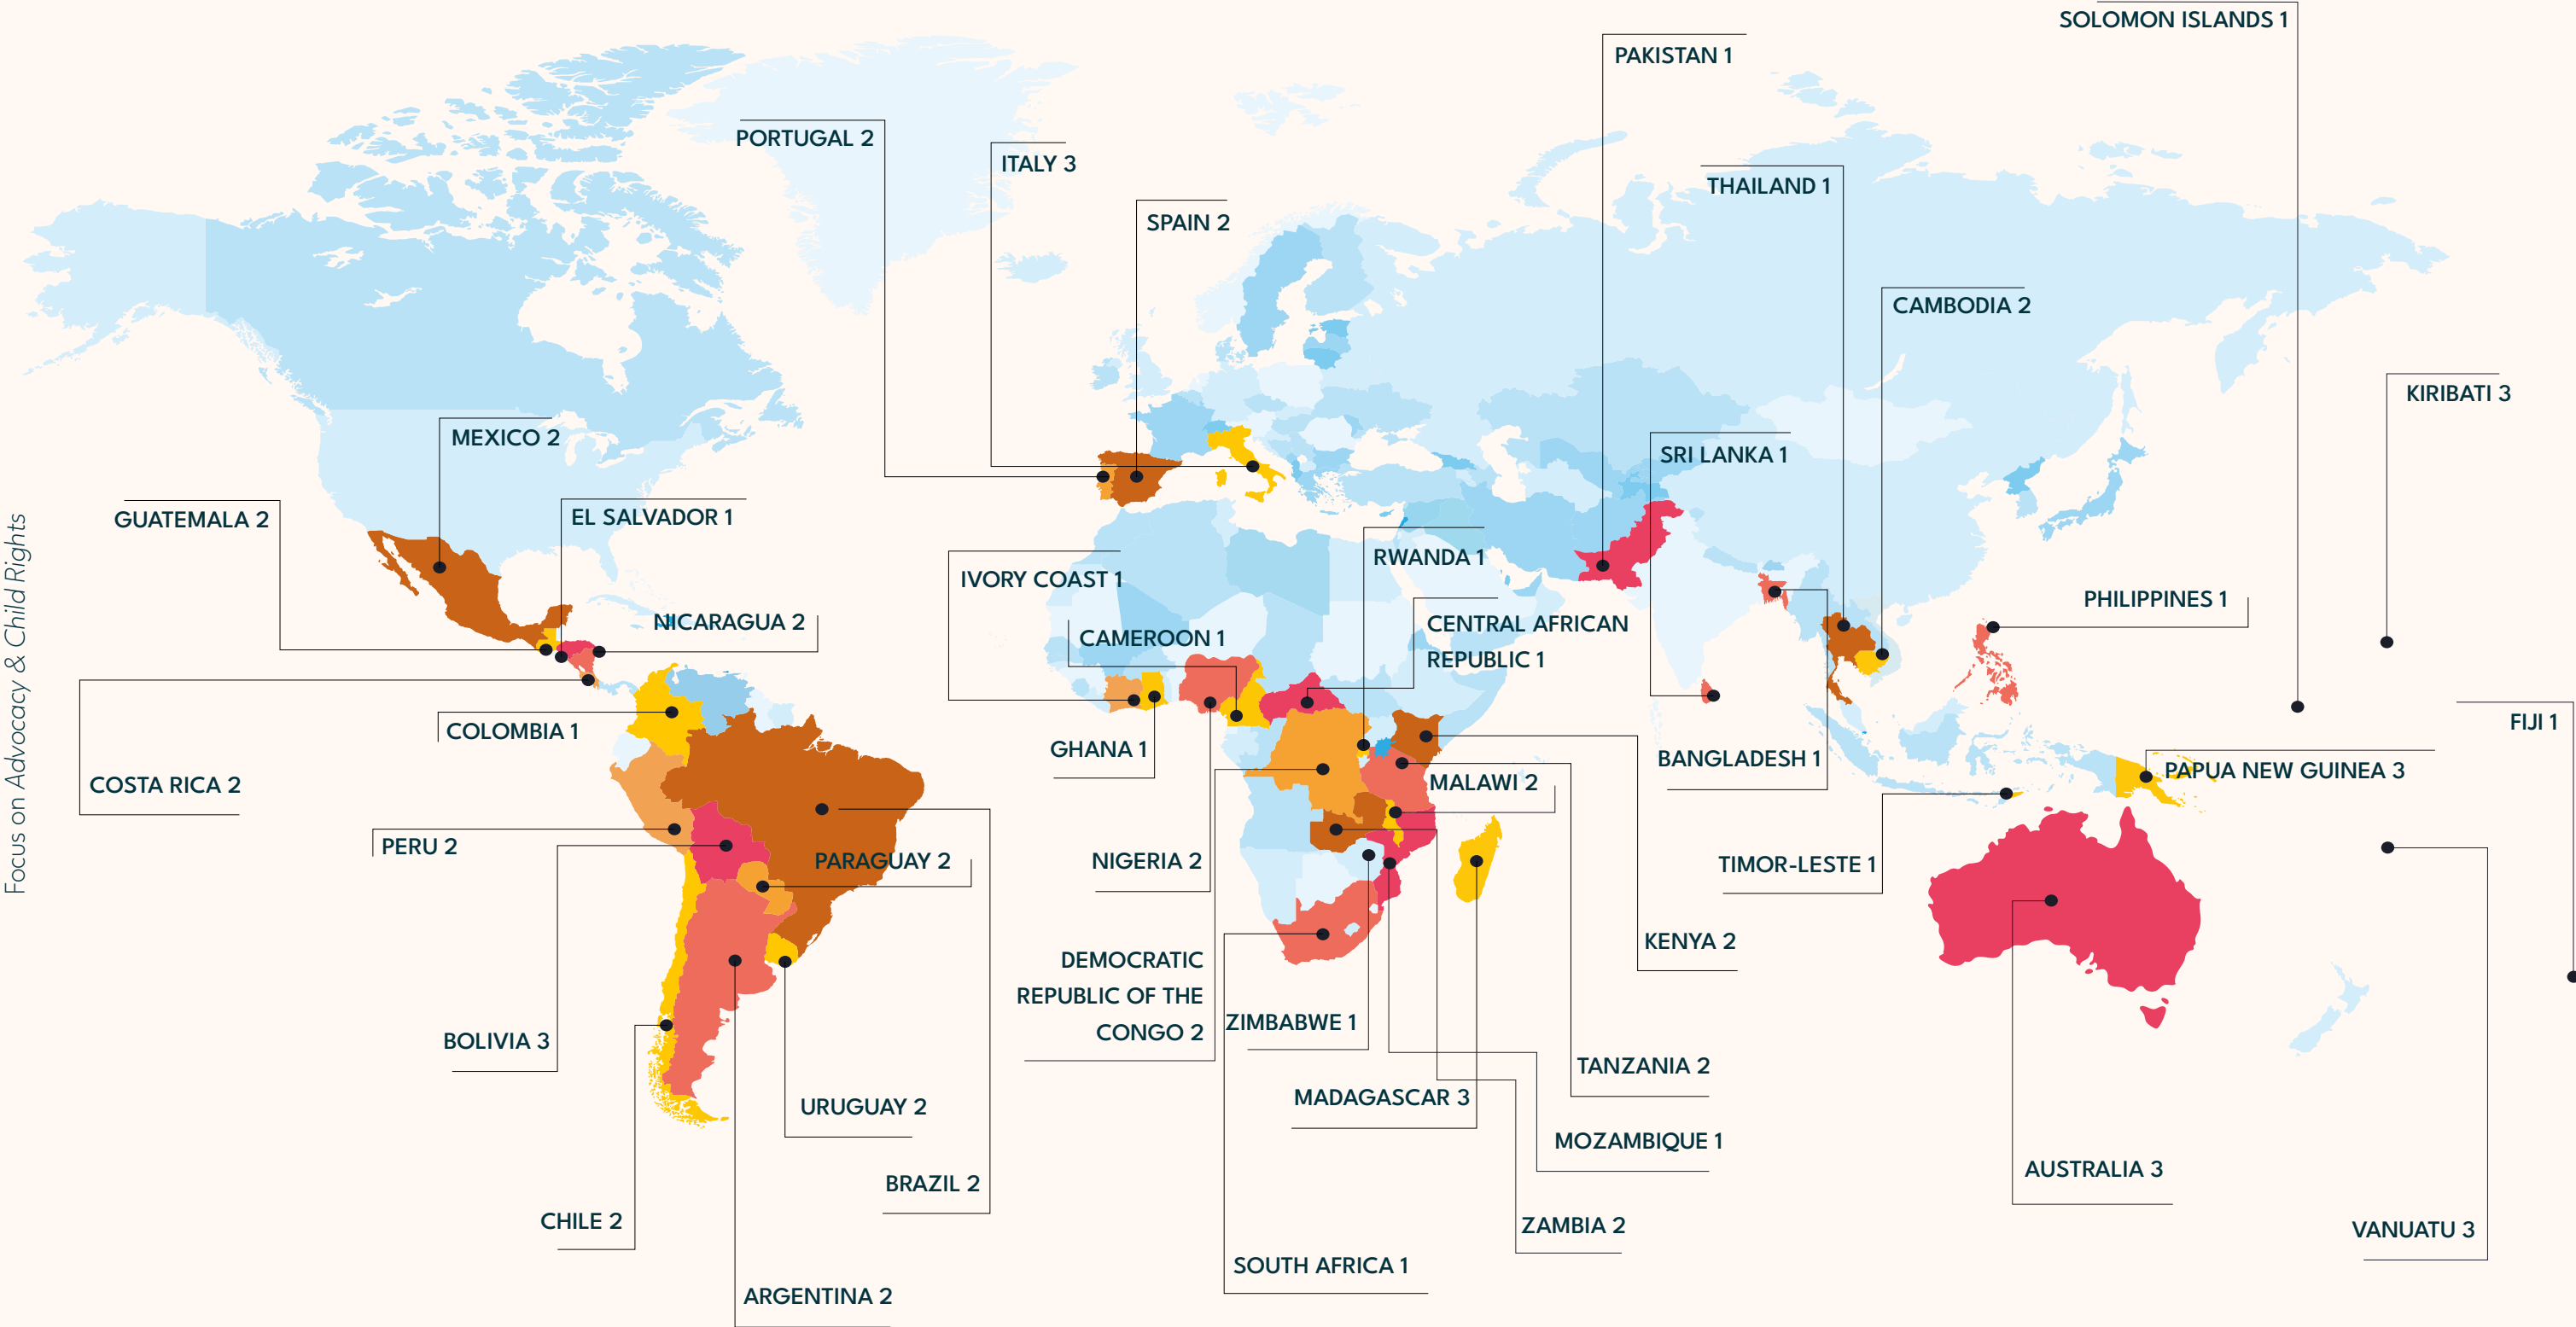 SOLOMON ISLANDS 1
PAKISTAN 1
PORTUGAL 2
ITALY 3
THAILAND 1
SPAIN 2
CAMBODIA 2
KIRIBATI 3
MEXICO 2
SRI LANKA 1
GUATEMALA 2
EL SALVADOR 1
RWANDA 1
IVORY COAST 1
PHILIPPINES 1
NICARAGUA 2
CENTRAL AFRICAN
REPUBLIC 1
CAMEROON 1
Focus on Advocacy & Child Rights
COLOMBIA 1
FIJI 1
GHANA 1
BANGLEDESH 1
PAPUA NEW GUINEA 3
COSTA RICA 2
MALAWI 2
PERU 2
PARAGUAY 2
NIGERIA 2
TIMOR-LESTE 1
KENYA 2
DEMOCRATIC
REPUBLIC OF THE
CONGO 2
ZIMBABWE 1
BOLIVIA 3
TANZANIA 2
MADAGASCAR 3
URUGUAY 2
MOZAMBIQUE 1
AUSTRALIA 3
BRAZIL 2
CHILE 2
ZAMBIA 2
VANUATU 3
SOUTH AFRICA 1
ARGENTINA 2